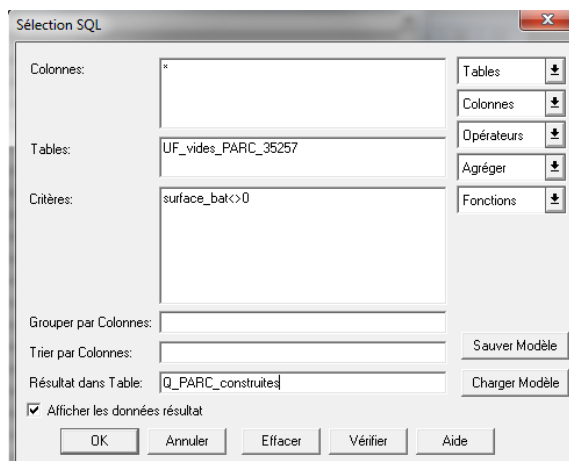 Sélection SQL
Colonnes:
*
Tables
Colonnes
Opérateurs
Tables:
UF_vides_PARC_35257
Agréger
Critères:
surface_bat<>0
Fonctions
Grouper par Colonnes:
Trier par Colonnes:
Sauver Modèle
Résultat dans Table:
Q_PARC_construites
Charger Modèle
Afficher les données résultat
OK
Annuler
Effacer
Vérifier
Aide